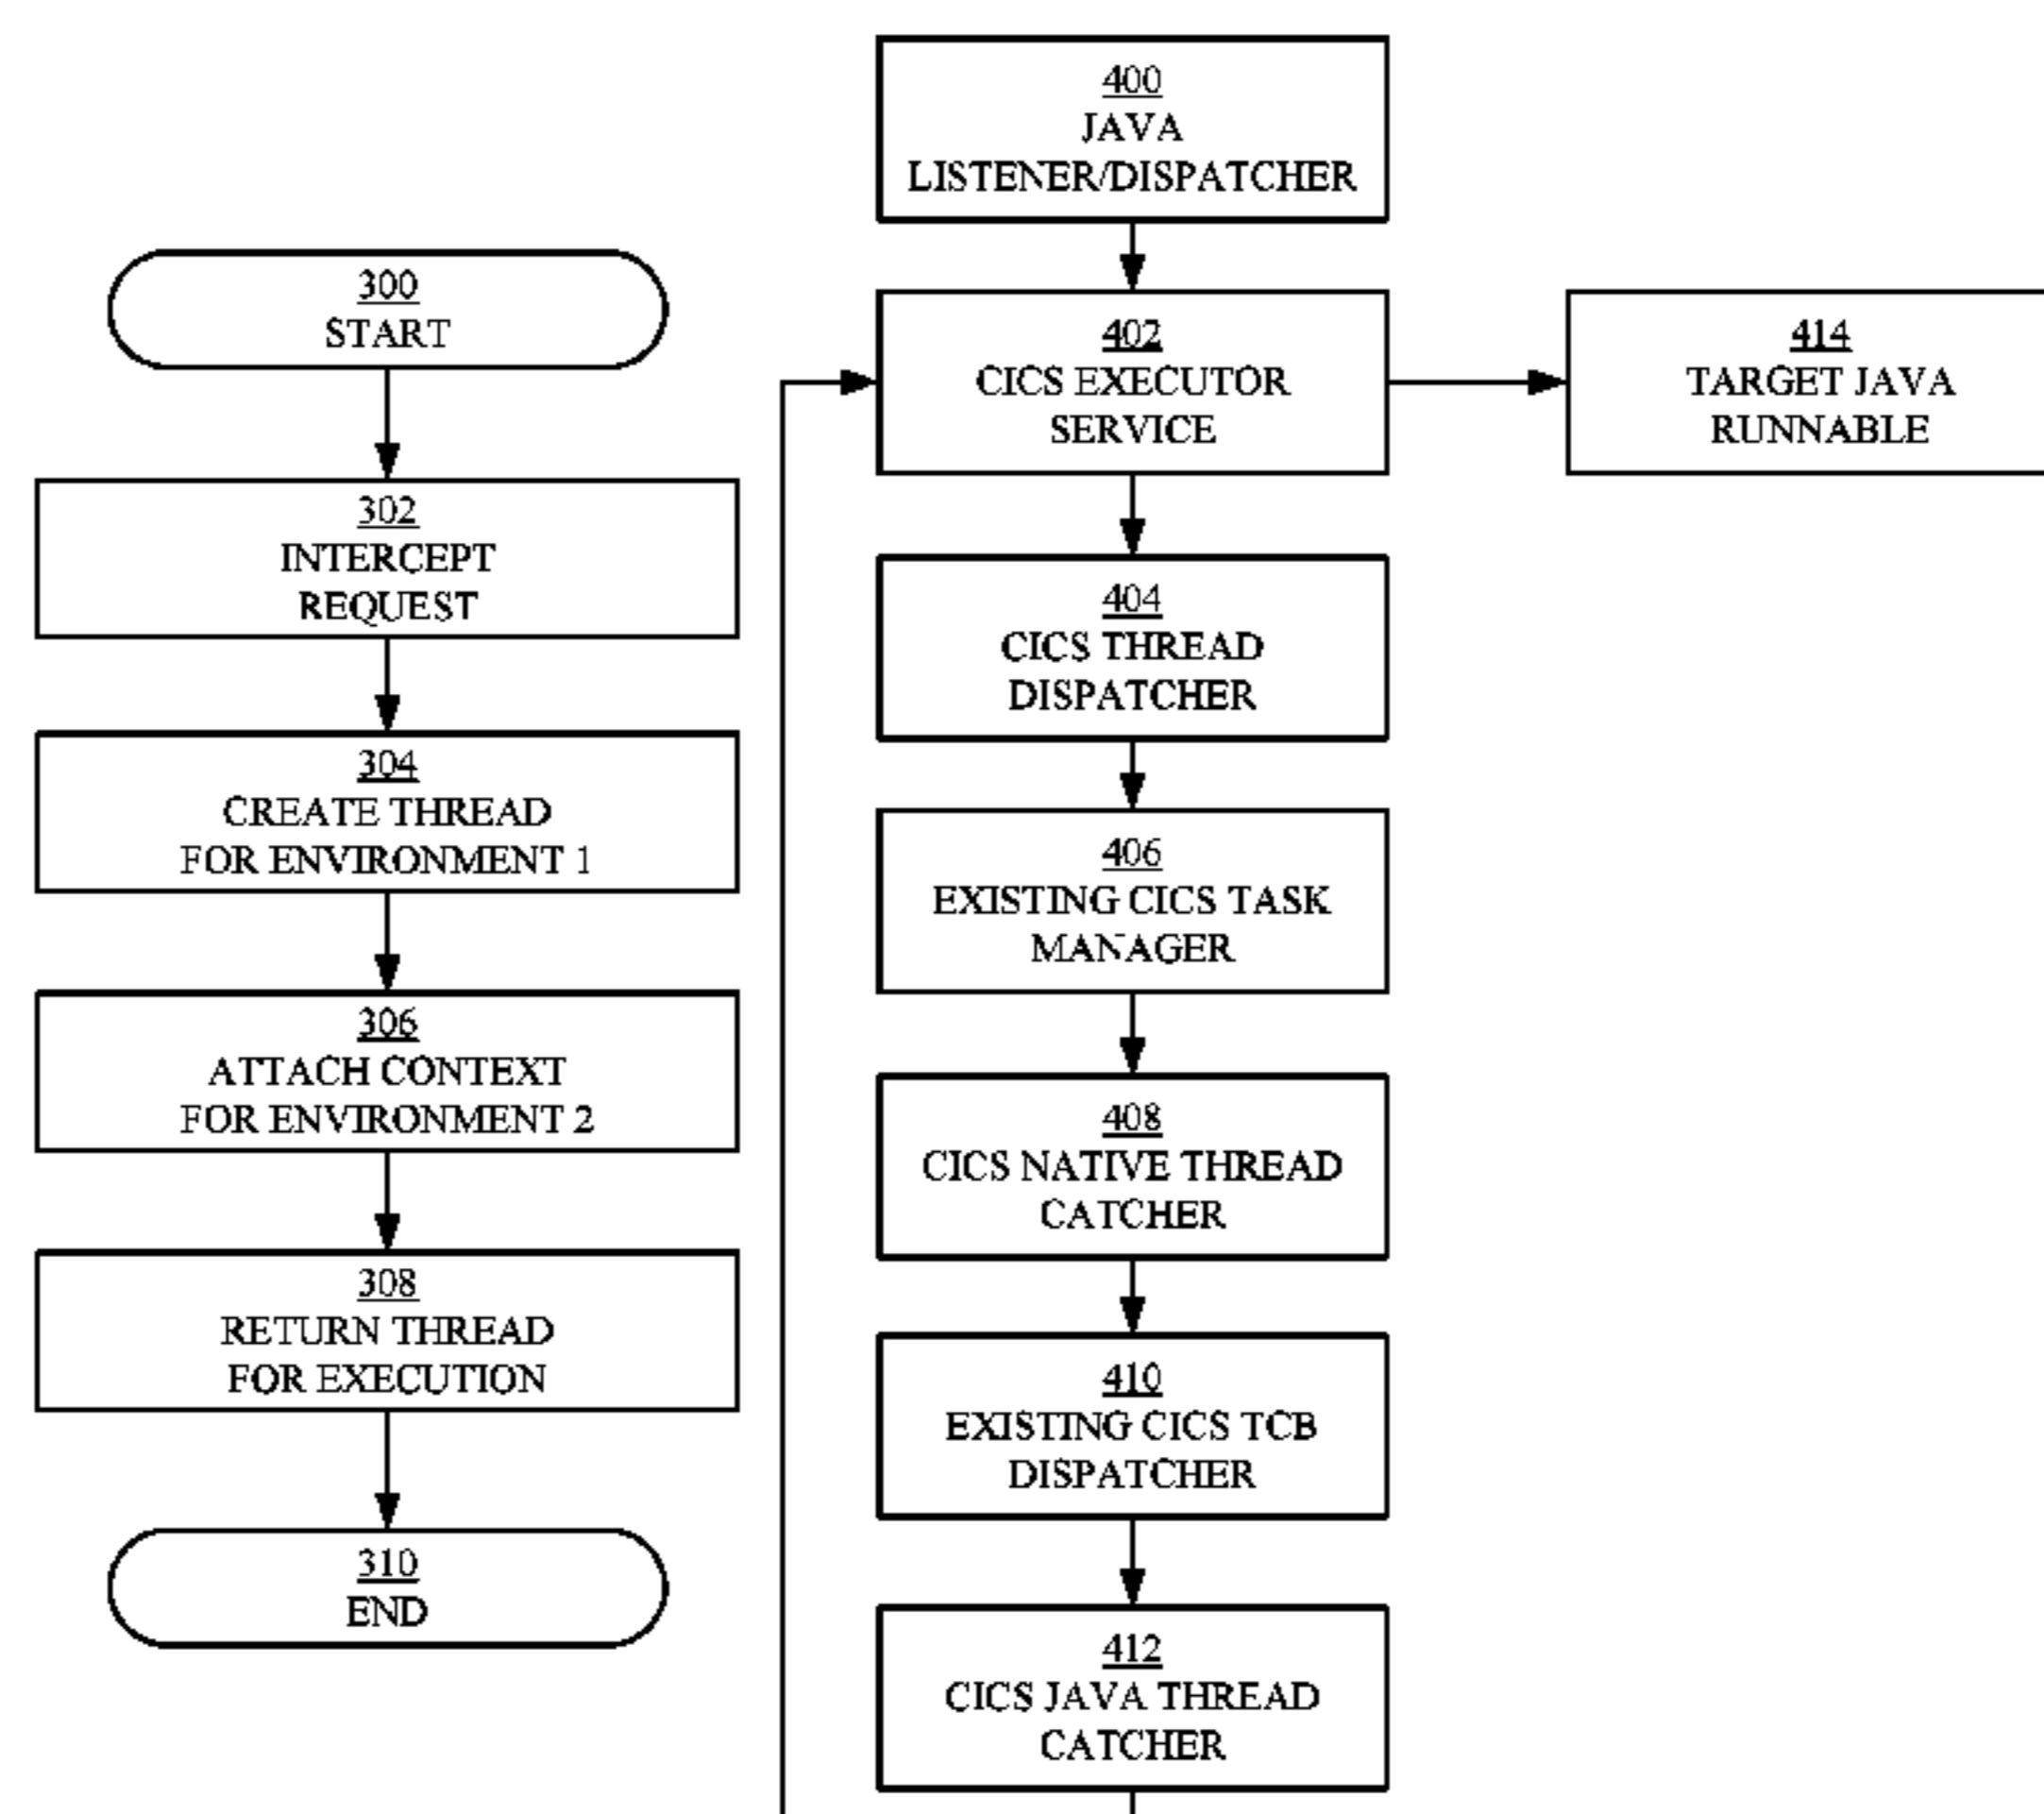 300
START
302
INTERCEPT
REQUEST
304
CREATE THREAD
FOR ENVIRONMENT 1
306
ATTACH CONTEXT
FOR ENVIRONMENT 2
308
RETURN THREAD
FOR EXECUTION
310
END
400
JAVA
LISTENER/DISPATCHER
402
CICS EXECUTOR
SERVICE
414
TARGET JAVA
RUNNABLE
404
CICS THREAD
DISPATCHER
406
EXISTING CICS TASK
MANAGER
408
CICS NATIVE THREAD
CATCHER
410
EXISTING CICS TCB
DISPATCHER
412
CICS JAVA THREAD
CATCHER